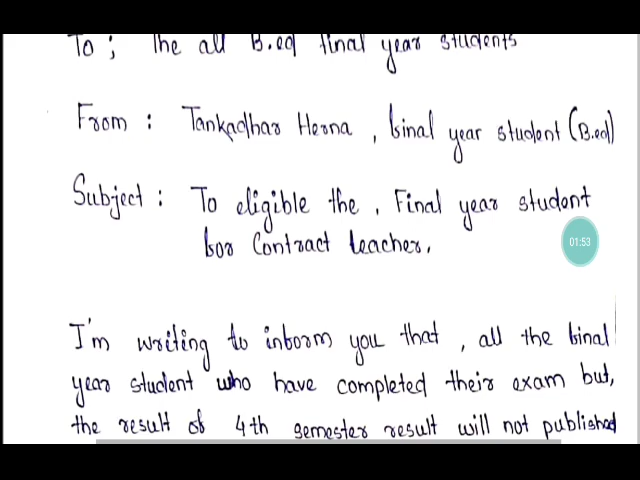 To ; The all B.ed final year students
From : Tankadhar Herna , final year student (B.ed)
Subject : To eligible the , Final year student
for Contract teacher.
01:53
I'm writing to inform you that , all the final
year student who have completed their exam but,
the result of 4th semester result will not published